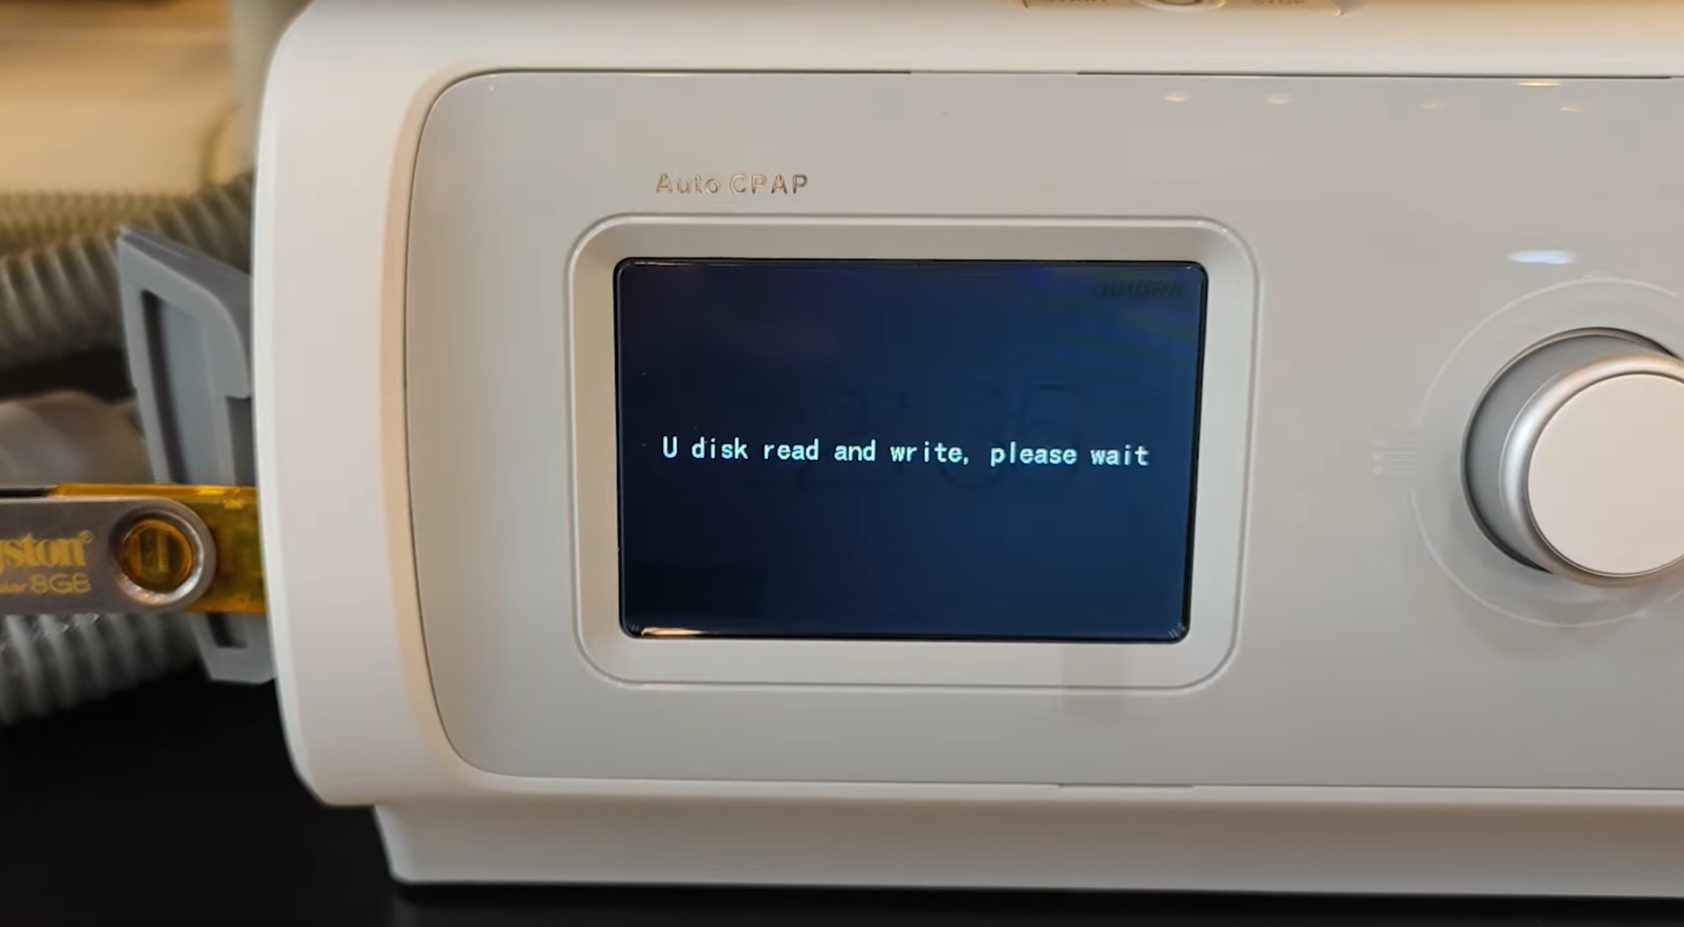 Auto CPAP
U disk read and write, please wait
8GB